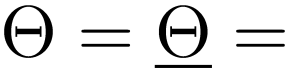 Θ = Θ̲ =